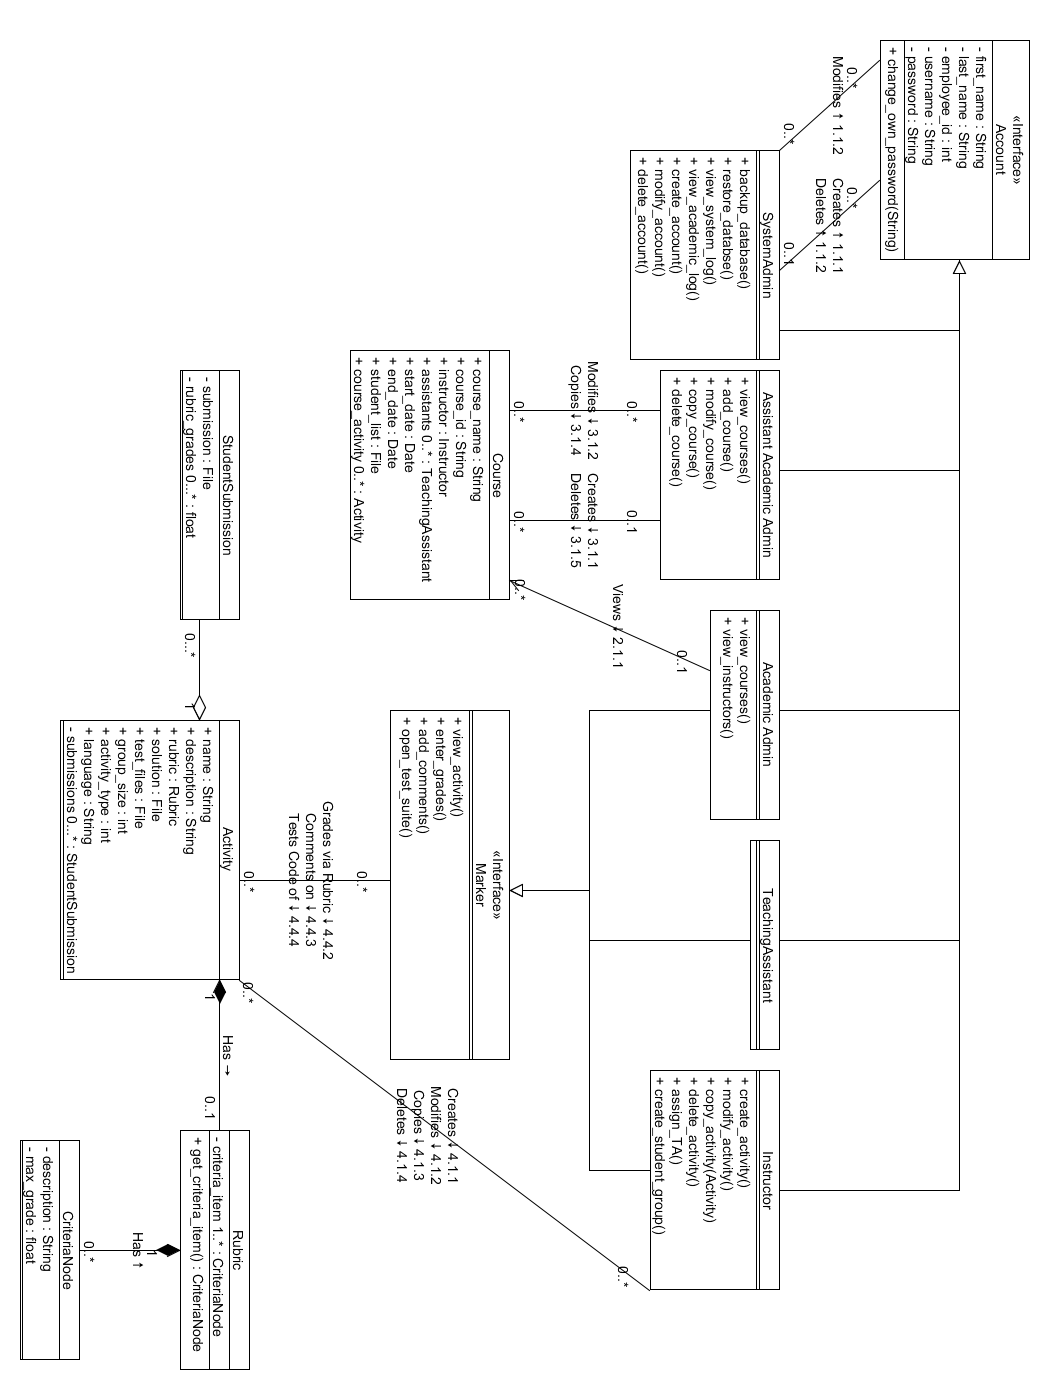 «Interface»
Account
- first_name : String
- last_name : String
- employee_id : int
- username : String
- password : String
+ change_own_password(String)
0..*
Modifies ↑ 1.1.2
0..*
0..*
Creates ↑ 1.1.1
Deletes ↑ 1.1.2
0..1
SystemAdmin
+ backup_database()
+ restore_databse()
+ view_system_log()
+ view_academic_log()
+ create_account()
+ modify_account()
+ delete_account()
Assistant Academic Admin
+ view_courses()
+ add_course()
+ modify_course()
+ copy_course()
+ delete_course()
Academic Admin
+ view_courses()
+ view_instructors()
TeachingAssistant
Instructor
+ create_activity()
+ modify_activity()
+ copy_activity(Activity)
+ delete_activity()
+ assign_TA()
+ create_student_group()
0..*
Modifies ↓ 3.1.2
Copies ↓ 3.1.4
0..*
0..1
Creates ↓ 3.1.1
Deletes ↓ 3.1.5
0..*
0..1
Views ↓ 2.1.1
0..*
Course
+ course_name : String
+ course_id : String
+ instructor : Instructor
+ assistants 0..* : TeachingAssistant
+ start_date : Date
+ end_date : Date
+ student_list : File
+ course_activity 0..* : Activity
«Interface»
Marker
+ view_activity()
+ enter_grades()
+ add_comments()
+ open_test_suite()
0..*
Grades via Rubric ↓ 4.4.2
Comments on ↓ 4.4.3
Tests Code of ↓ 4.4.4
0..*
0..*
Creates ↓ 4.1.1
Modifies ↓ 4.1.2
Copies ↓ 4.1.3
Deletes ↓ 4.1.4
0..*
StudentSubmission
- submission : File
- rubric_grades 0...* : float
0...*
1
Activity
+ name : String
+ description : String
+ rubric : Rubric
+ solution : File
+ test_files : File
+ group_size : int
+ activity_type : int
+ language : String
- submissions 0... * : StudentSubmission
1
Has →
0..1
Rubric
- criteria_item 1..* : CriteriaNode
+ get_criteria_item() : CriteriaNode
1
Has ↑
0..*
CriteriaNode
- description : String
- max_grade : float